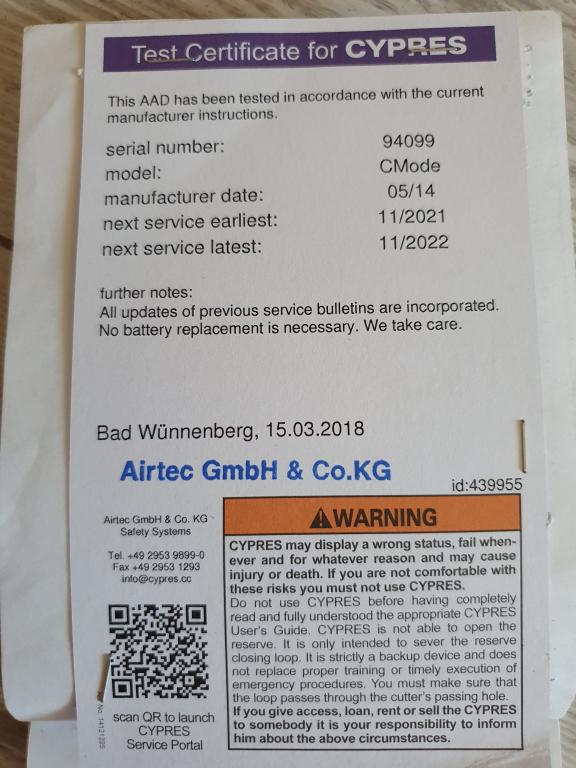 Test Certificate for CYPRES
This AAD has been tested in accordance with the current
manufacturer instructions.
serial number: 94099
model: CMode
manufacturer date: 05/14
next service earliest: 11/2021
next service latest: 11/2022
further notes:
All updates of previous service bulletins are incorporated.
No battery replacement is necessary. We take care.
Bad Wünnenberg, 15.03.2018
Airtec GmbH & Co.KG
id:439955
Airtec GmbH & Co. KG
Safety Systems
Tel. +49 2953 9899-0
Fax +49 2953 1293
info@cypres.cc
scan QR to launch
CYPRES
Service Portal
WARNING
CYPRES may display a wrong status, fail when-
ever and for whatever reason and may cause
injury or death. If you are not comfortable with
these risks you must not use CYPRES.
Do not use CYPRES before having completely
read and fully understood the appropriate CYPRES
User's Guide. CYPRES is not able to open the
reserve. It is only intended to sever the reserve
closing loop. It is strictly a backup device and does
not replace proper training or timely execution of
emergency procedures. You must make sure that
the loop passes through the cutter's passing hole.
If you give access, loan, rent or sell the CYPRES
to somebody it is your responsibility to inform
him about the above circumstances.